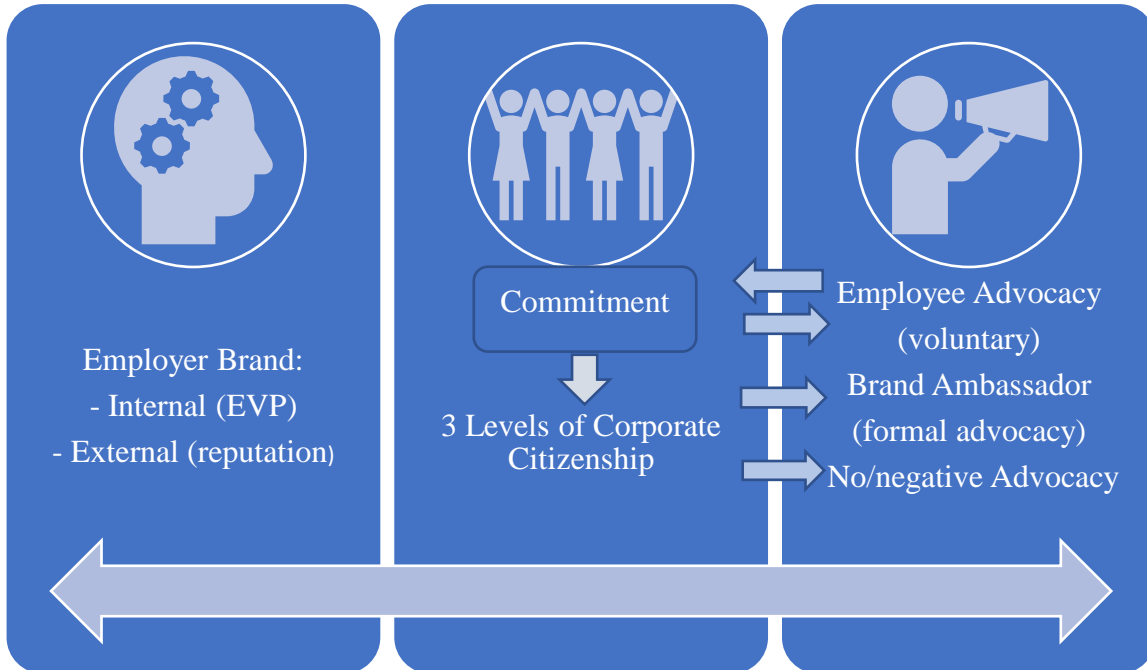 Employer Brand:
- Internal (EVP)
- External (reputation)
Commitment
3 Levels of Corporate
Citizenship
Employee Advocacy
(voluntary)
Brand Ambassador
(formal advocacy)
No/negative Advocacy